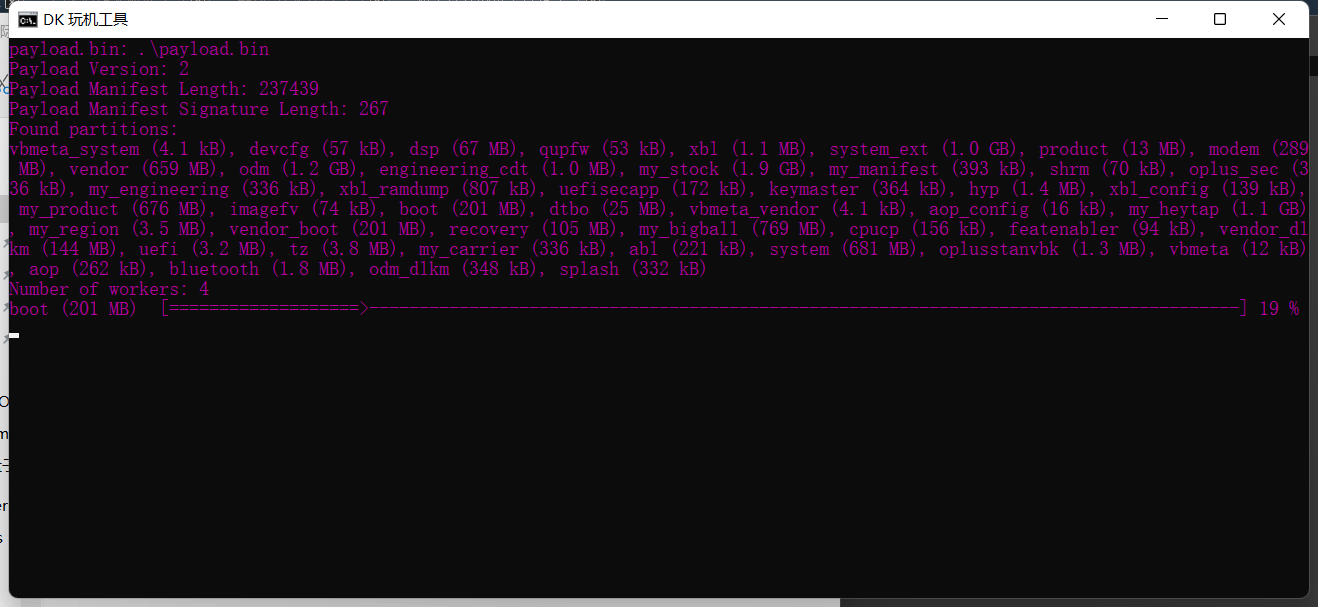 DK 玩机工具
payload.bin: .\payload.bin
Payload Version: 2
Payload Manifest Length: 237439
Payload Manifest Signature Length: 267
Found partitions:
vbmeta_system (4.1 kB), devcfg (57 kB), dsp (67 MB), qupfw (53 kB), xbl (1.1 MB), system_ext (1.0 GB), product (13 MB), modem (289
 MB), vendor (659 MB), odm (1.2 GB), engineering_cdt (1.0 MB), my_stock (1.9 GB), my_manifest (393 kB), shrm (70 kB), oplus_sec (3
36 kB), my_engineering (336 kB), xbl_ramdump (807 kB), uefisecapp (172 kB), keymaster (364 kB), hyp (1.4 MB), xbl_config (139 kB),
 my_product (676 MB), imagefv (74 kB), boot (201 MB), dtbo (25 MB), vbmeta_vendor (4.1 kB), aop_config (16 kB), my_heytap (1.1 GB)
, my_region (3.5 MB), vendor_boot (201 MB), recovery (105 MB), my_bigball (769 MB), cpucp (156 kB), featenabler (94 kB), vendor_dl
km (144 MB), uefi (3.2 MB), tz (3.8 MB), my_carrier (336 kB), abl (221 kB), system (681 MB), oplusstanvbk (1.3 MB), vbmeta (12 kB)
, aop (262 kB), bluetooth (1.8 MB), odm_dlkm (348 kB), splash (332 kB)
Number of workers: 4
boot (201 MB)  [===================>---------------------------------------------------------------------------------------] 19 %